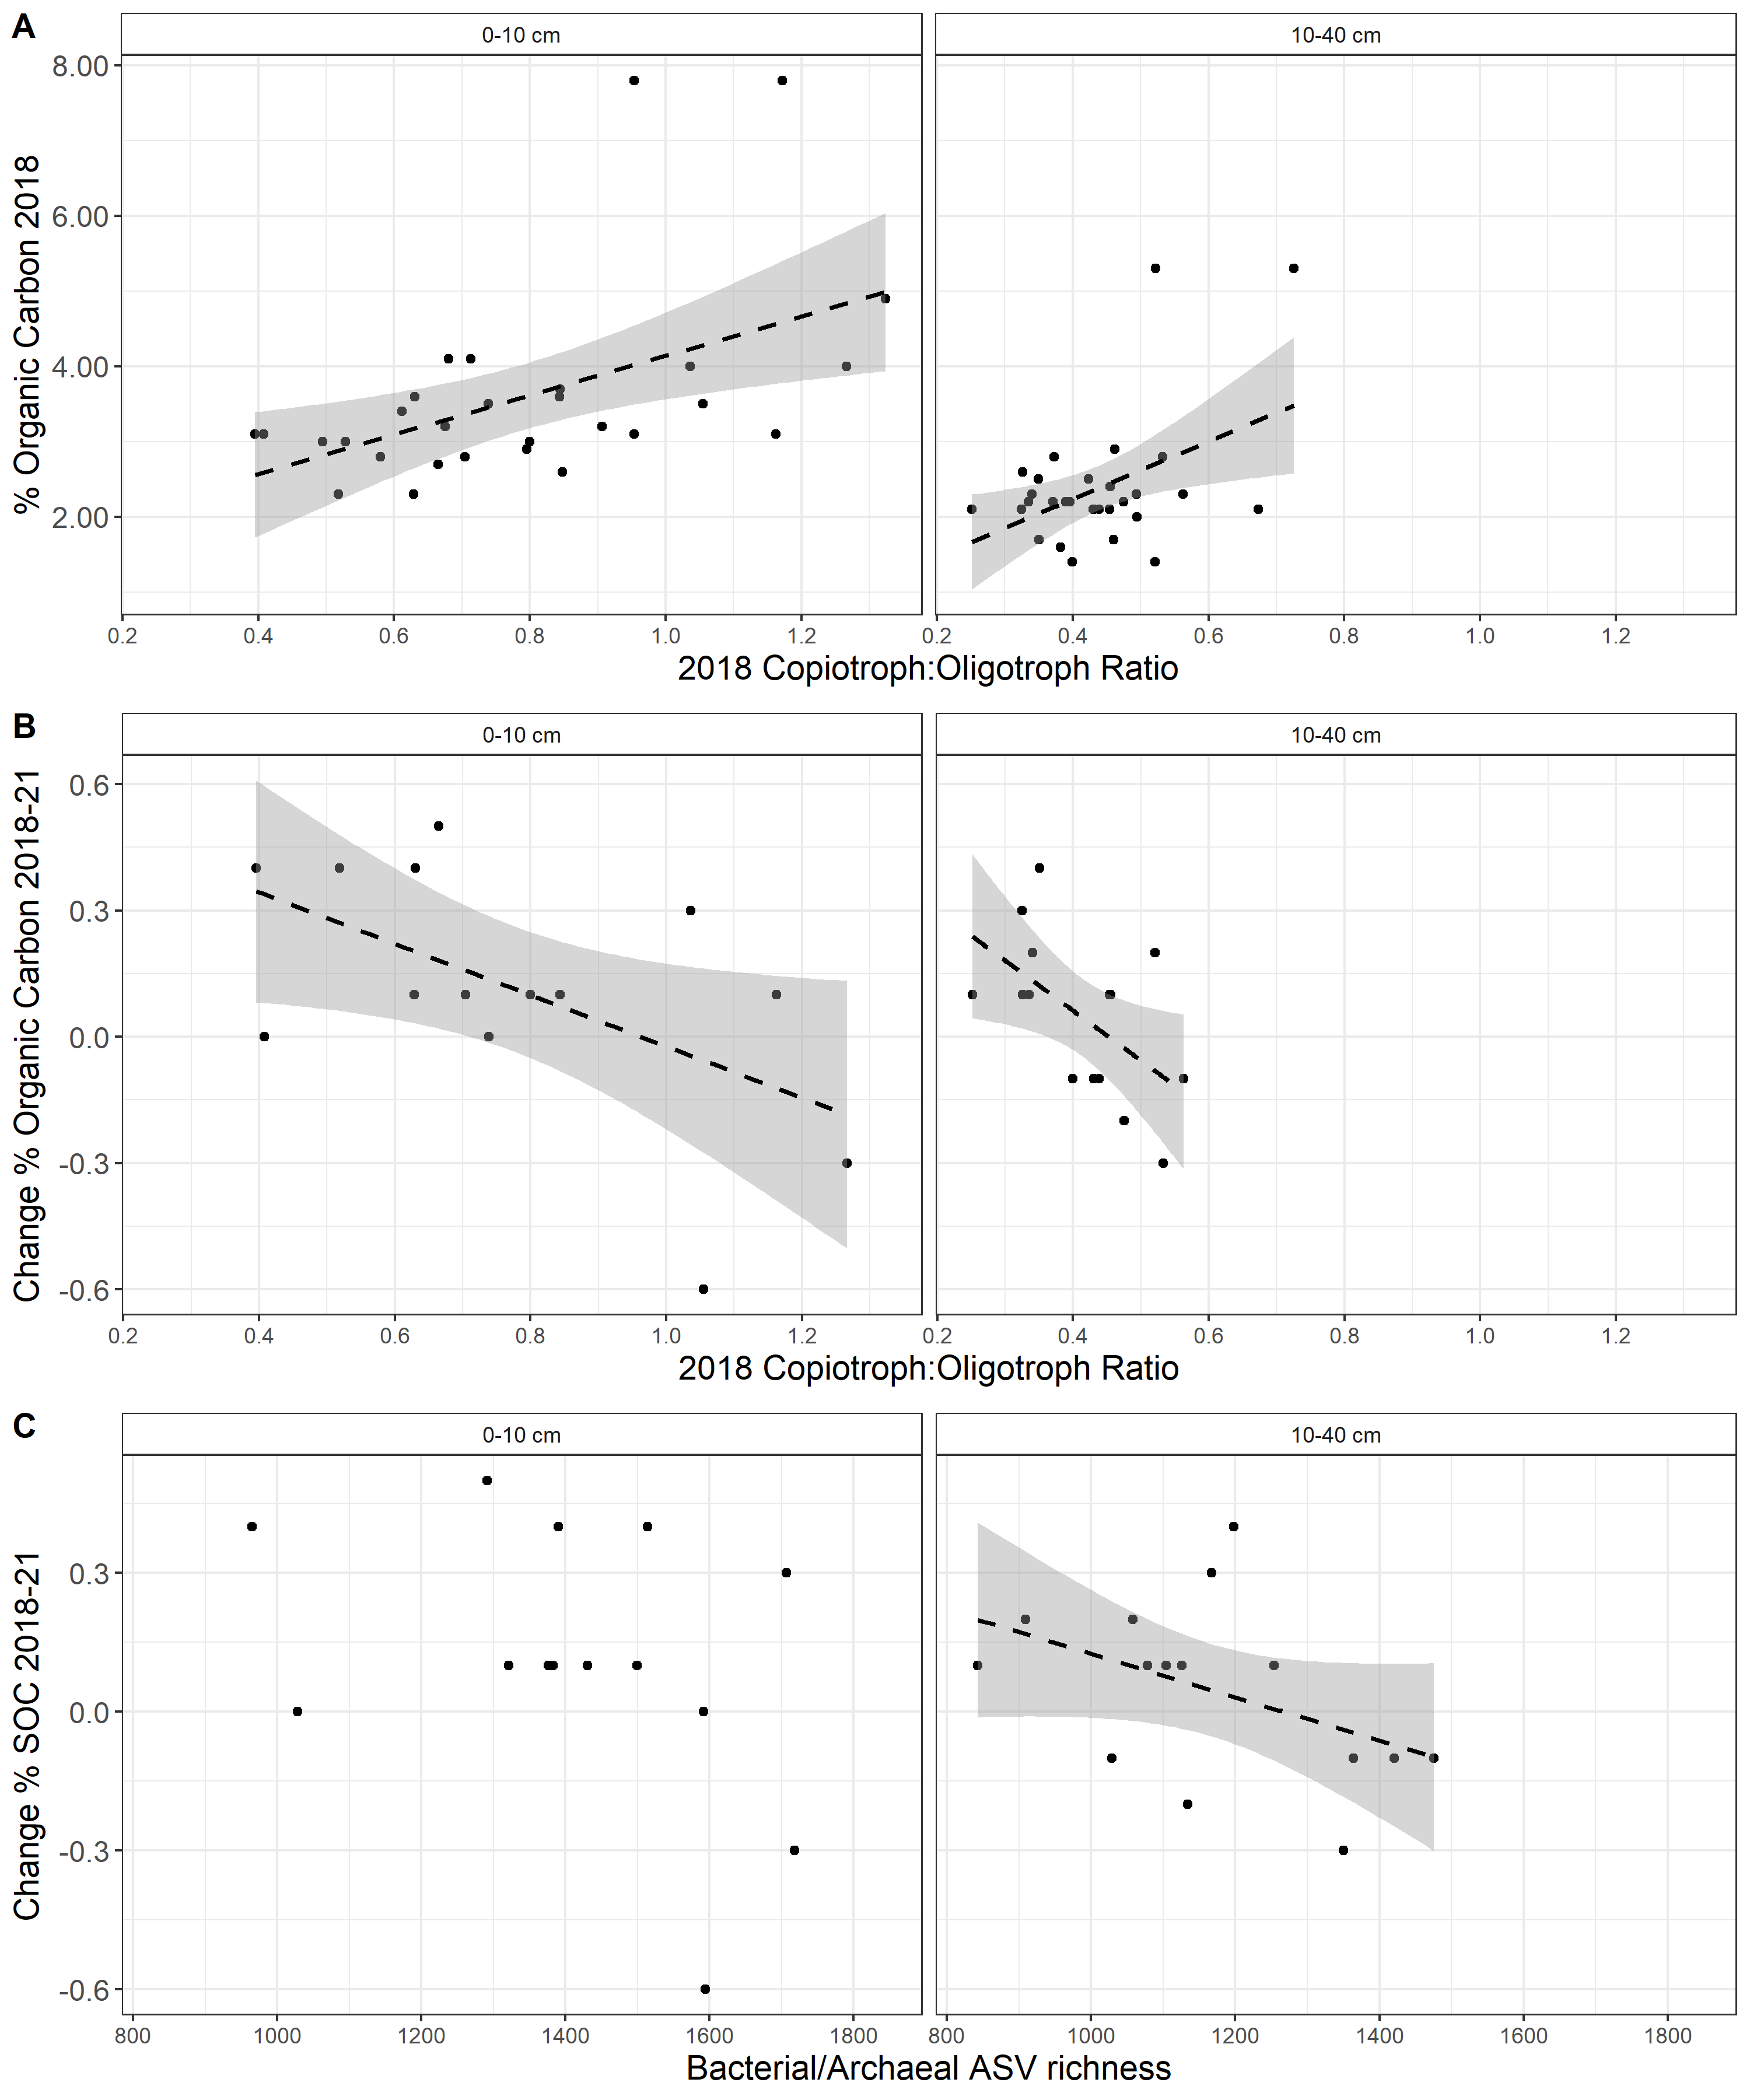 A
0-10 cm
10-40 cm
% Organic Carbon 2018
8.00
6.00
4.00
2.00
0.2 0.4 0.6 0.8 1.0 1.2
0.2 0.4 0.6 0.8 1.0 1.2
2018 Copiotroph:Oligotroph Ratio
B
0-10 cm
10-40 cm
Change % Organic Carbon 2018-21
0.6
0.3
0.0
-0.3
-0.6
0.2 0.4 0.6 0.8 1.0 1.2
0.2 0.4 0.6 0.8 1.0 1.2
2018 Copiotroph:Oligotroph Ratio
C
0-10 cm
10-40 cm
Change % SOC 2018-21
0.3
0.0
-0.3
-0.6
800 1000 1200 1400 1600 1800
800 1000 1200 1400 1600 1800
Bacterial/Archaeal ASV richness